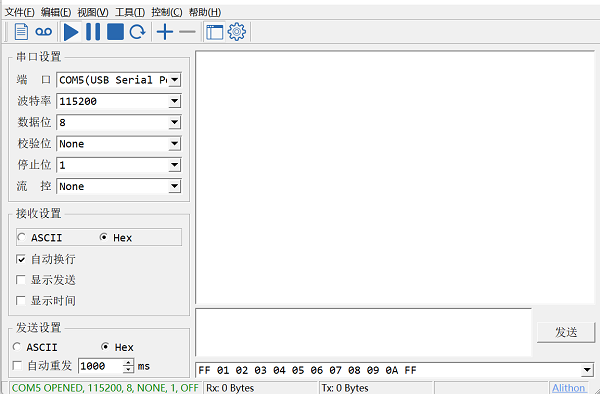 文件(F) 编辑(E) 视图(V) 工具(T) 控制(C) 帮助(H)
串口设置
端 口 COM5(USB Serial Po
波特率 115200
数据位 8
校验位 None
停止位 1
流 控 None
接收设置
ASCII Hex
自动换行
显示发送
显示时间
发送设置
ASCII Hex
自动重发 1000 ms
发送
FF 01 02 03 04 05 06 07 08 09 0A FF
COM5 OPENED, 115200, 8, NONE, 1, OFF Rx: 0 Bytes Tx: 0 Bytes Alithon